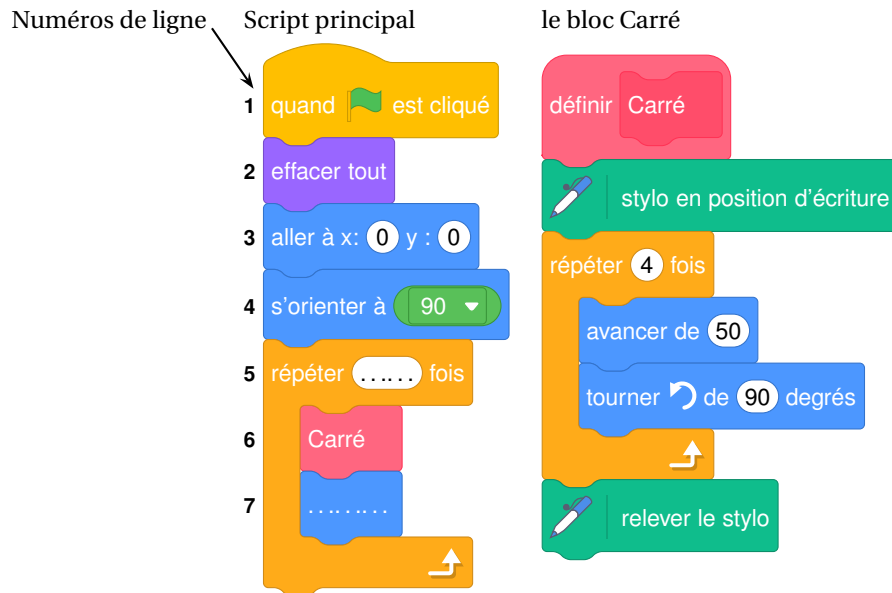 Numéros de ligne
Script principal
1 quand est cliqué
2 effacer tout
3 aller à x: 0 y : 0
4 s'orienter à 90
5 répéter ...... fois
6 Carré
7 .........
le bloc Carré
définir Carré
stylo en position d'écriture
répéter 4 fois
avancer de 50
tourner de 90 degrés
relever le stylo